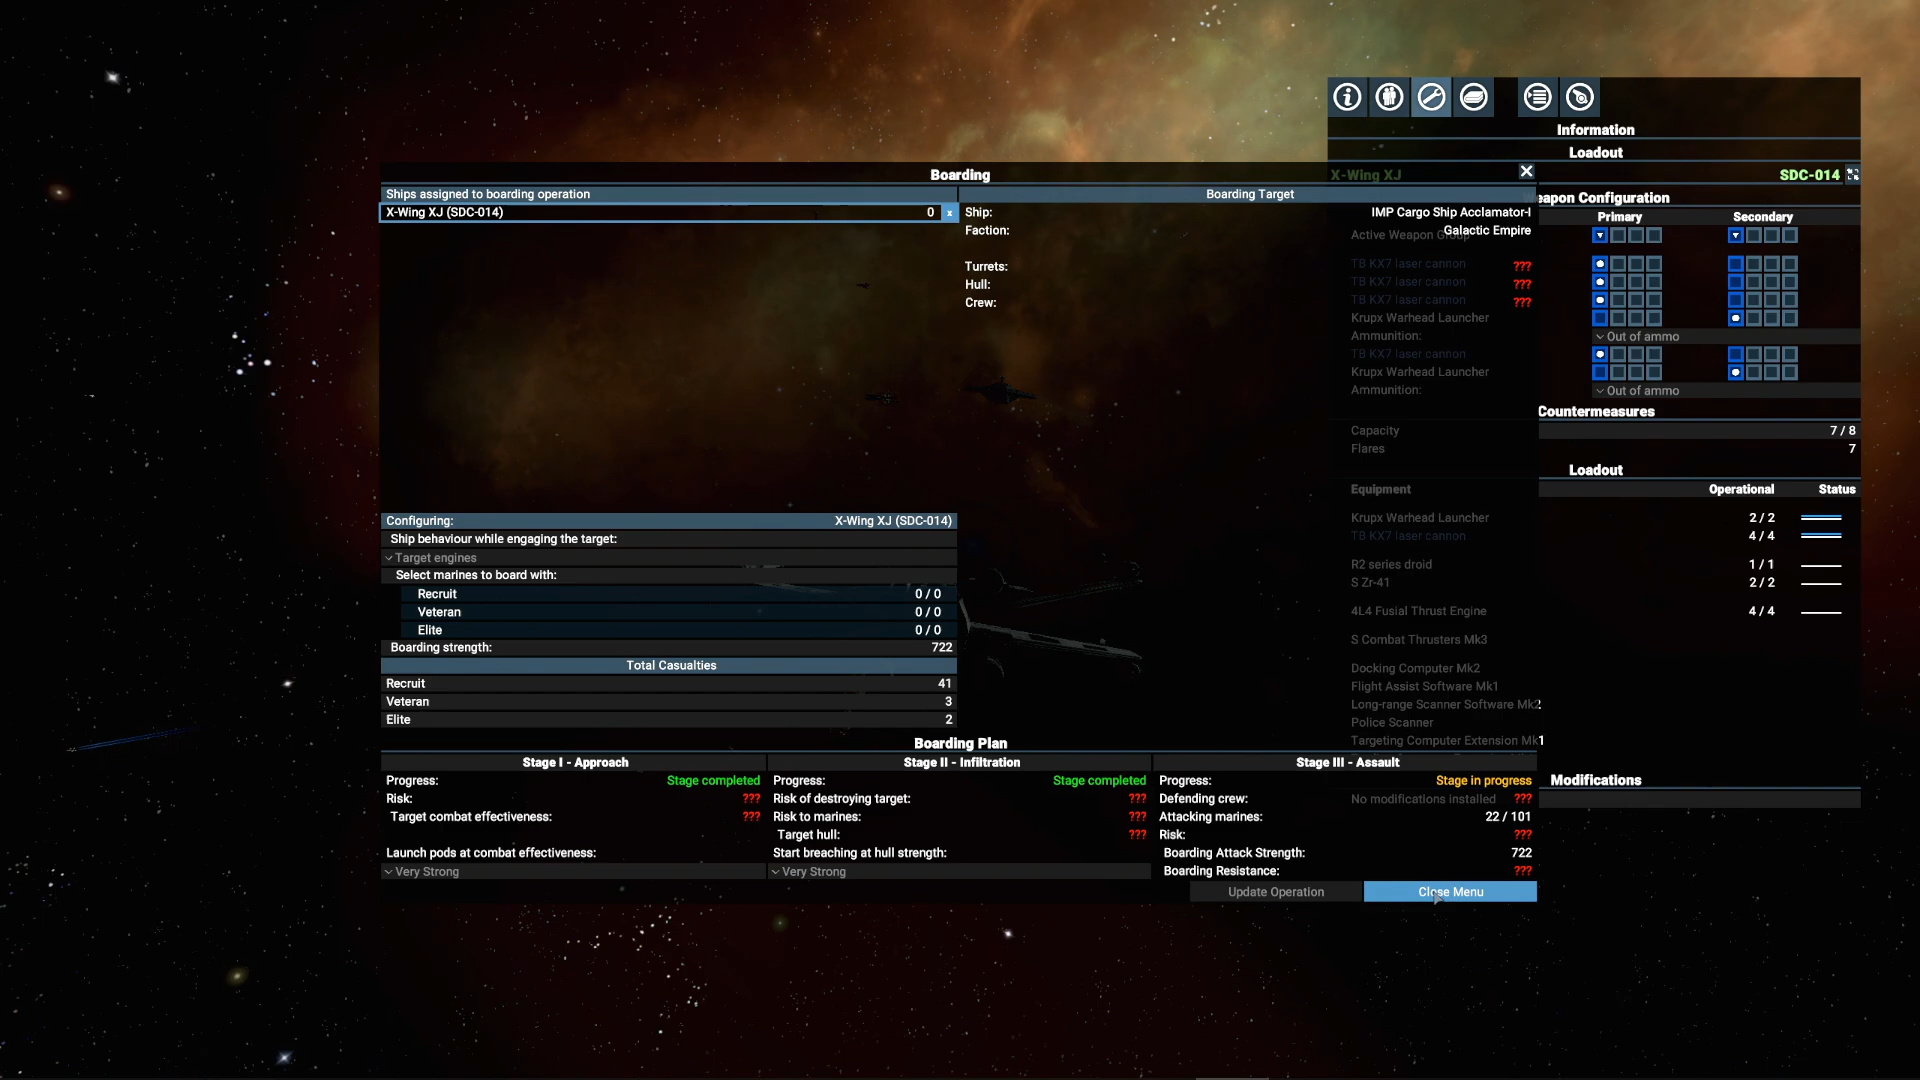 Information
Loadout
X-Wing XJ
SDC-014
Boarding
Ships assigned to boarding operation
Boarding Target
eapon Configuration
X-Wing XJ (SDC-014) 0 x
Ship: IMP Cargo Ship Acclamator-I
Primary Secondary
Faction: Galactic Empire
Active Weapon Group
Turrets: ???
TB KX7 laser cannon
Hull: ???
TB KX7 laser cannon
Crew: ???
TB KX7 laser cannon
Krupx Warhead Launcher
Ammunition: Out of ammo
TB KX7 laser cannon
Krupx Warhead Launcher
Ammunition: Out of ammo
Countermeasures
Capacity 7 / 8
Flares 7
Loadout
Equipment Operational Status
Krupx Warhead Launcher 2 / 2
TB KX7 laser cannon 4 / 4
R2 series droid 1 / 1
S Zr-41 2 / 2
4L4 Fusial Thrust Engine 4 / 4
S Combat Thrusters Mk3
Docking Computer Mk2
Flight Assist Software Mk1
Long-range Scanner Software Mk2
Police Scanner
Targeting Computer Extension Mk1
Modifications
No modifications installed
Configuring: X-Wing XJ (SDC-014)
Ship behaviour while engaging the target:
Target engines
Select marines to board with:
Recruit 0 / 0
Veteran 0 / 0
Elite 0 / 0
Boarding strength: 722
Total Casualties
Recruit 41
Veteran 3
Elite 2
Boarding Plan
Stage I - Approach
Progress: Stage completed
Risk: ???
Target combat effectiveness: ???
Launch pods at combat effectiveness:
Very Strong
Stage II - Infiltration
Progress: Stage completed
Risk of destroying target: ???
Risk to marines: ???
Target hull: ???
Start breaching at hull strength:
Very Strong
Stage III - Assault
Progress: Stage in progress
Defending crew: ???
Attacking marines: 22 / 101
Risk: ???
Boarding Attack Strength: 722
Boarding Resistance: ???
Update Operation
Close Menu